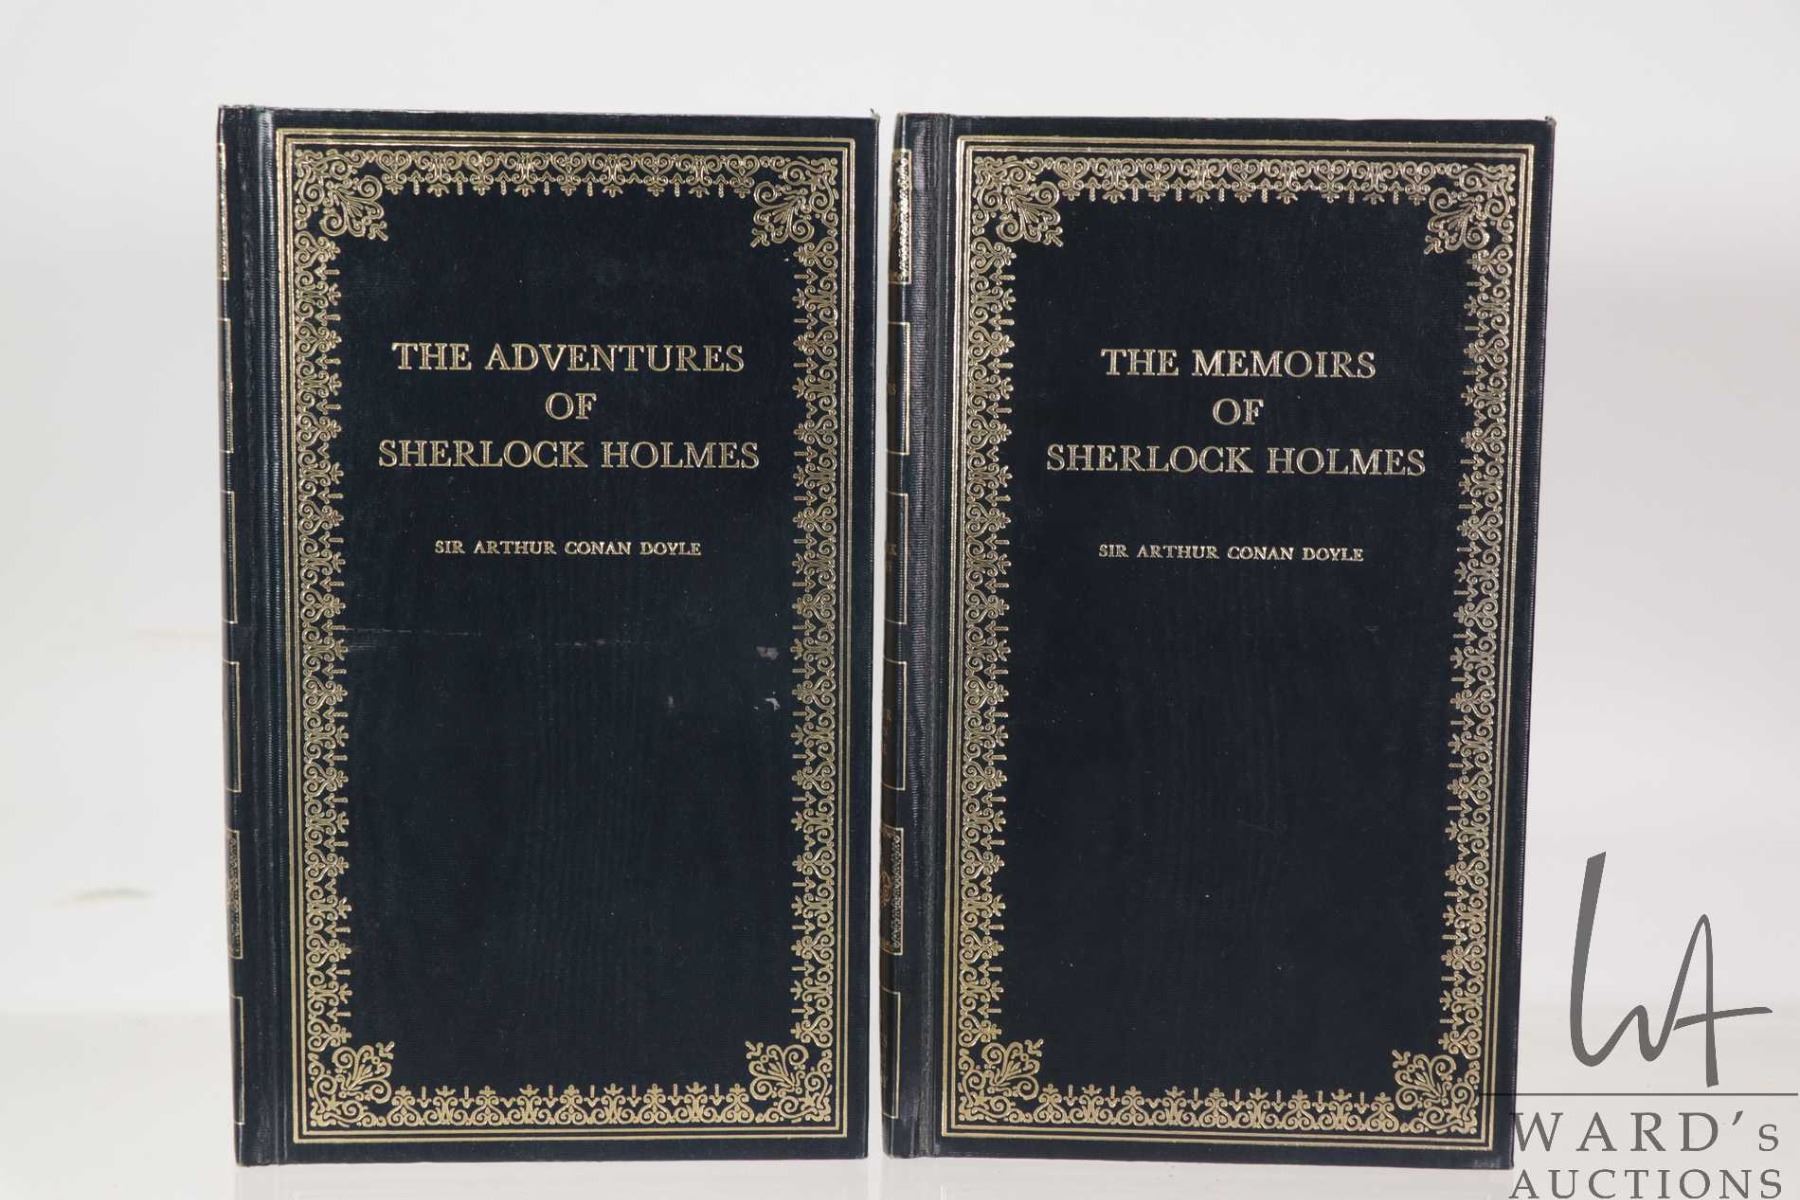 THE ADVENTURES
OF
SHERLOCK HOLMES
SIR ARTHUR CONAN DOYLE
THE MEMOIRS
OF
SHERLOCK HOLMES
SIR ARTHUR CONAN DOYLE
WA
WARD's
AUCTIONS